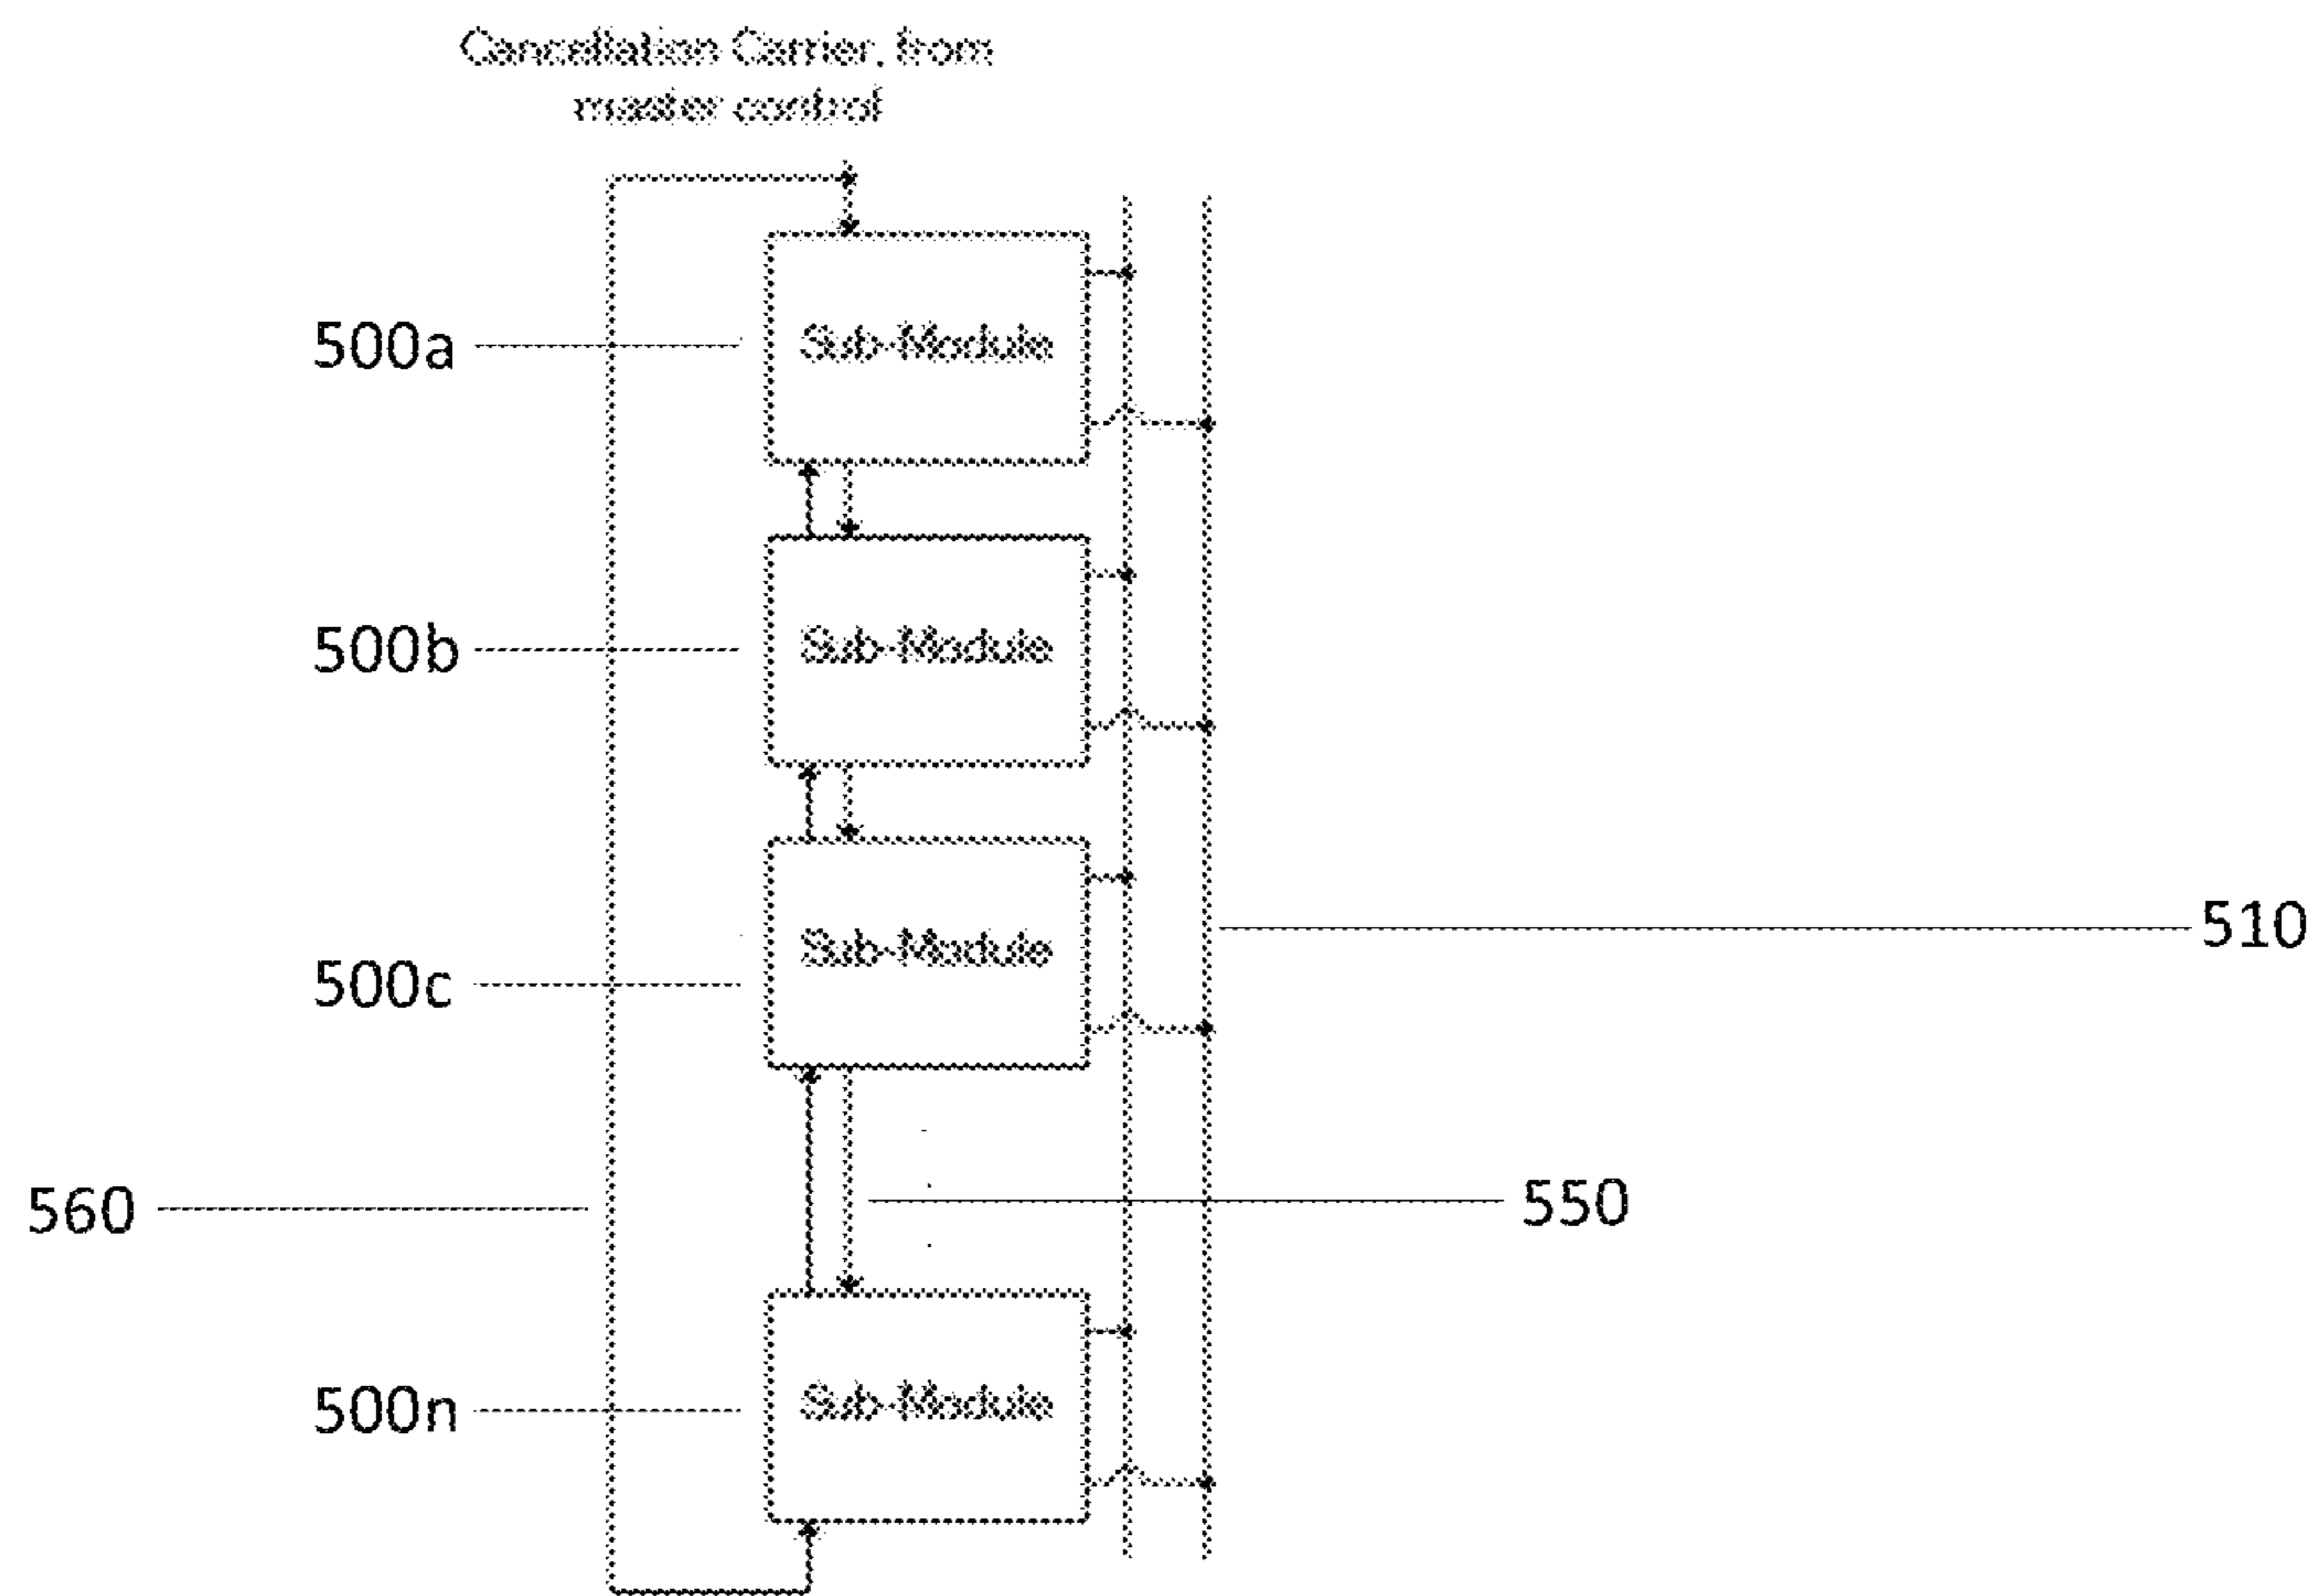 Cancellation Carrier, from
master control
500a
Sub-Module
500b
Sub-Module
500c
Sub-Module
510
560
550
500n
Sub-Module